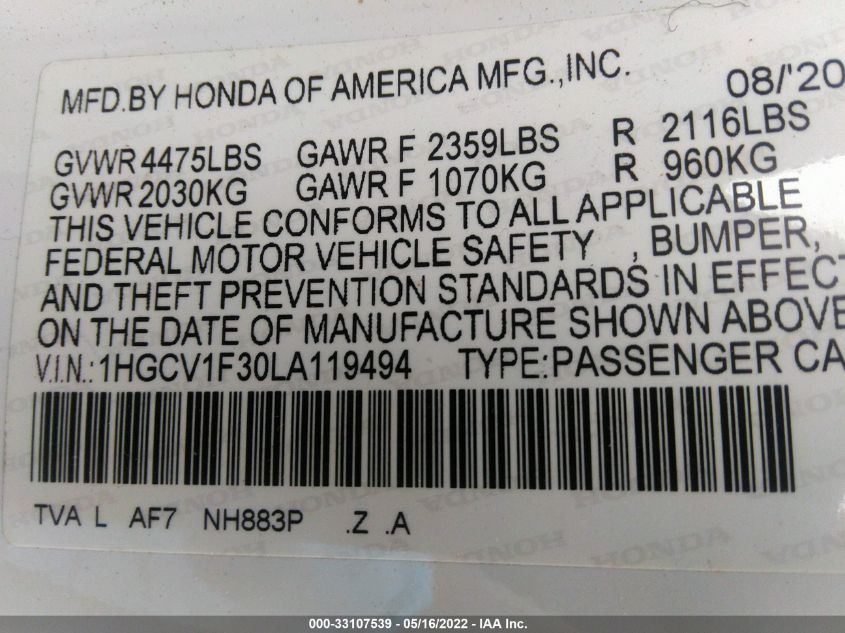 MFD.BY HONDA OF AMERICA MFG.,INC. 08/'20
GVWR 4475LBS GAWR F 2359LBS R 2116LBS
GVWR 2030KG GAWR F 1070KG R 960KG
THIS VEHICLE CONFORMS TO ALL APPLICABLE
FEDERAL MOTOR VEHICLE SAFETY , BUMPER,
AND THEFT PREVENTION STANDARDS IN EFFECT
ON THE DATE OF MANUFACTURE SHOWN ABOVE
V.I.N.:1HGCV1F30LA119494 TYPE:PASSENGER CA
TVA L AF7 NH883P .Z .A
000-33107539 - 05/16/2022 - IAA Inc.